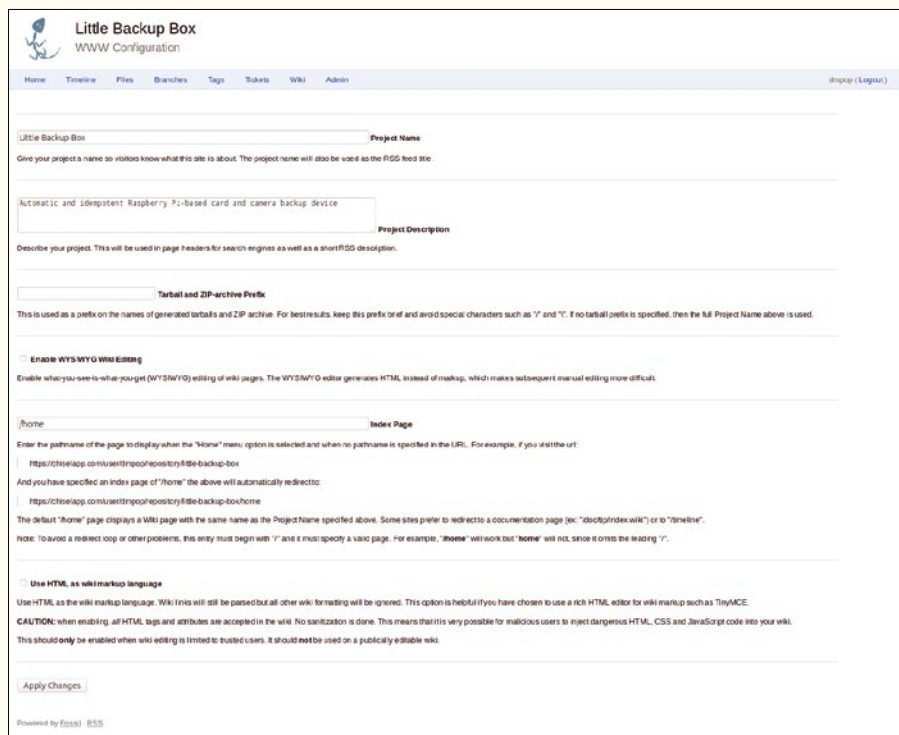 Little Backup Box
WWW Configuration
Home Timeline Files Branches Tags Tickets Wiki Admin dmpop (Logout)
Little Backup Box Project Name
Give your project a name so visitors know what this site is about. The project name will also be used as the RSS feed title.
Automatic and idempotent Raspberry Pi-based card and camera backup device
Project Description
Describe your project. This will be used in page headers for search engines as well as a short RSS description.
Tarball and ZIP-archive Prefix
This is used as a prefix on the names of generated tarballs and ZIP archive. For best results, keep this prefix brief and avoid special characters such as "/" and "\". If no tarball prefix is specified, then the full Project Name above is used.
Enable WYSIWYG Wiki Editing
Enable what-you-see-is-what-you-get (WYSIWYG) editing of wiki pages. The WYSIWYG editor generates HTML instead of markup, which makes subsequent manual editing more difficult.
/home Index Page
Enter the pathname of the page to display when the "Home" menu option is selected and when no pathname is specified in the URL. For example, if you visit the url:
https://chiselapp.com/user/dmpop/repository/little-backup-box
And you have specified an index page of "/home" the above will automatically redirect to:
https://chiselapp.com/user/dmpop/repository/little-backup-box/home
The default "/home" page displays a Wiki page with the same name as the Project Name specified above. Some sites prefer to redirect to a documentation page (ex: "/doc/tip/index.wiki") or to "/timeline".
Note: To avoid a redirect loop or other problems, this entry must begin with "/" and it must specify a valid page. For example, "/home" will work but "home" will not, since it omits the leading "/".
Use HTML as wiki markup language
Use HTML as the wiki markup language. Wiki links will still be parsed but all other wiki formatting will be ignored. This option is helpful if you have chosen to use a rich HTML editor for wiki markup such as TinyMCE.
CAUTION: when enabling, all HTML tags and attributes are accepted in the wiki. No sanitization is done. This means that it is very possible for malicious users to inject dangerous HTML, CSS and JavaScript code into your wiki.
This should only be enabled when wiki editing is limited to trusted users. It should not be used on a publically editable wiki.
Apply Changes
Powered by Fossil RSS